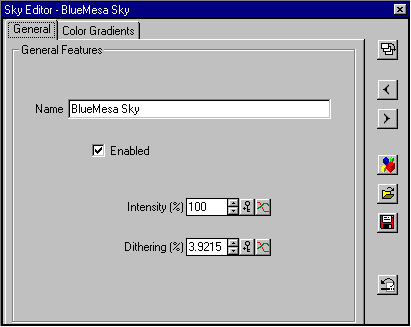 Sky Editor - BlueMesa Sky
General
Color Gradients
General Features
Name
BlueMesa Sky
Enabled
Intensity (%)
100
Dithering (%)
3.9215